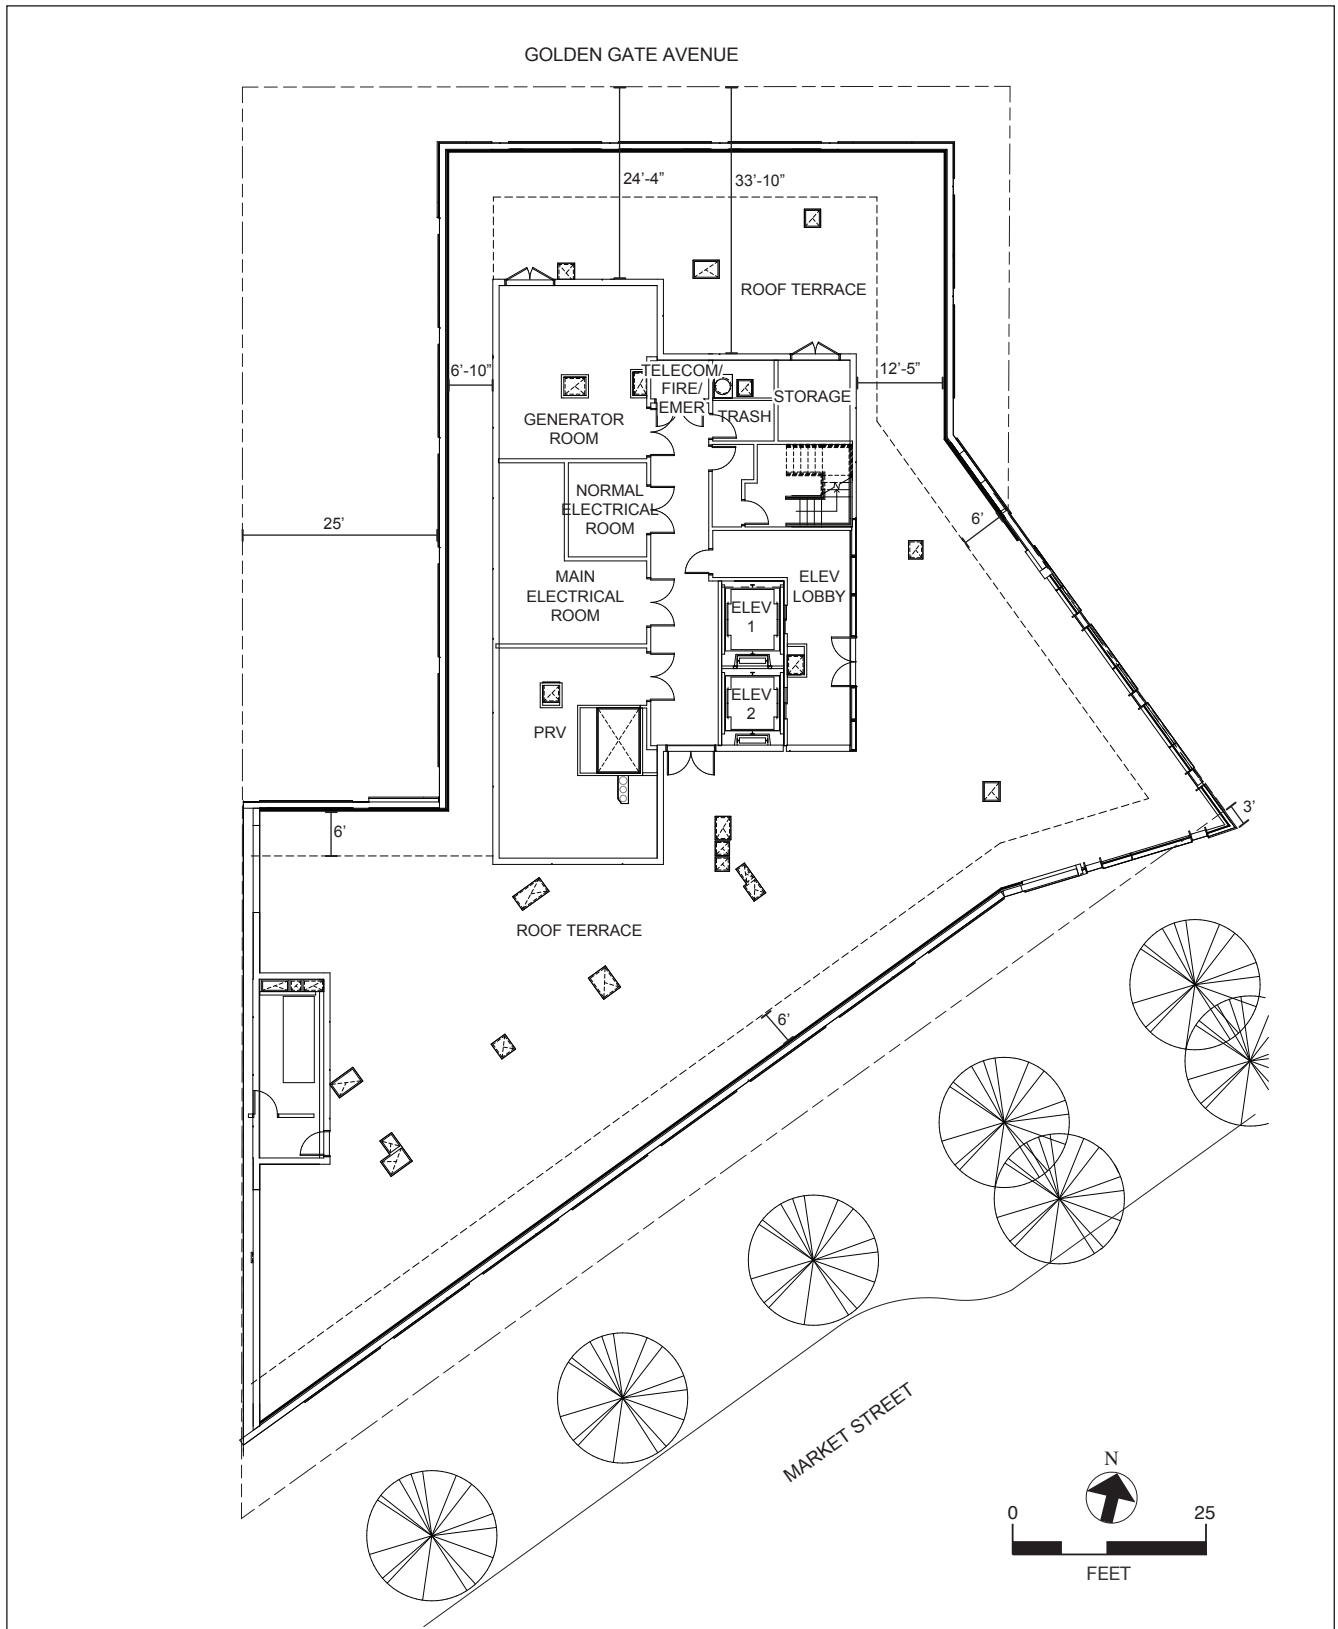 GOLDEN GATE AVENUE
24’-4”
33’-10”
ROOF TERRACE
6’-10”
TELECOM/
FIRE/
EMER
12’-5”
STORAGE
TRASH
GENERATOR
ROOM
NORMAL
ELECTRICAL
ROOM
25’
6’
MAIN
ELECTRICAL
ROOM
ELEV
LOBBY
ELEV
1
ELEV
2
PRV
3’
6’
ROOF TERRACE
6’
MARKET STREET
N
0
25
FEET